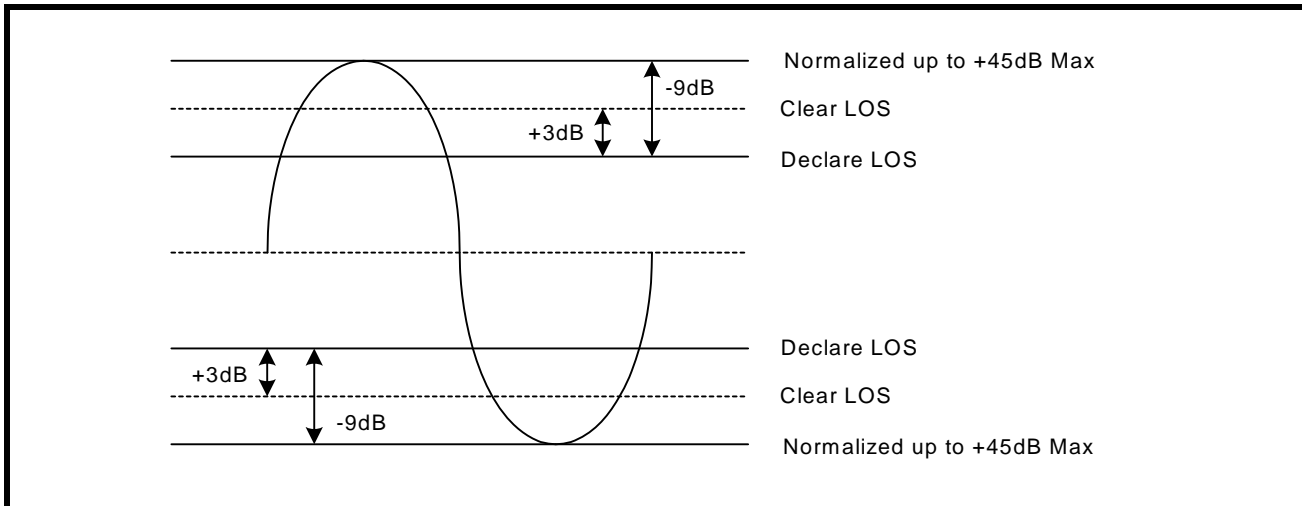 Normalized up to +45dB Max
-9dB
Clear LOS
+3dB
Declare LOS
Declare LOS
+3dB
Clear LOS
-9dB
Normalized up to +45dB Max